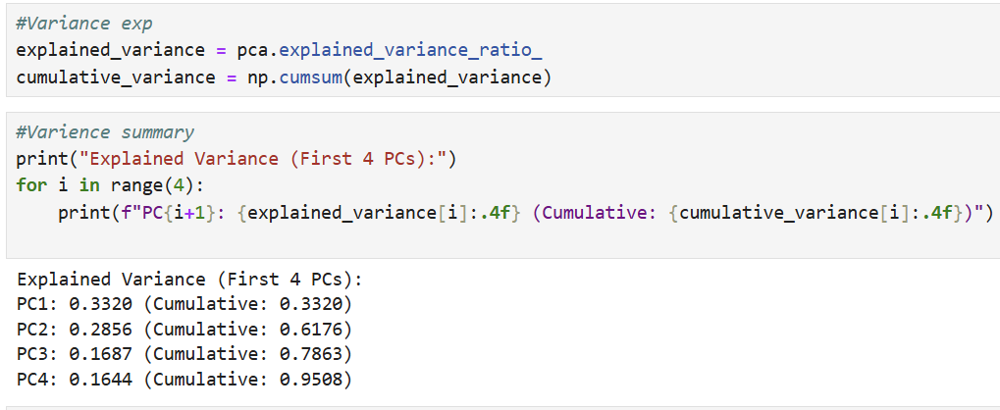 #Variance exp
explained_variance = pca.explained_variance_ratio_
cumulative_variance = np.cumsum(explained_variance)
#Varience summary
print("Explained Variance (First 4 PCs):")
for i in range(4):
    print(f"PC{i+1}: {explained_variance[i]:.4f} (Cumulative: {cumulative_variance[i]:.4f})")
Explained Variance (First 4 PCs):
PC1: 0.3320 (Cumulative: 0.3320)
PC2: 0.2856 (Cumulative: 0.6176)
PC3: 0.1687 (Cumulative: 0.7863)
PC4: 0.1644 (Cumulative: 0.9508)